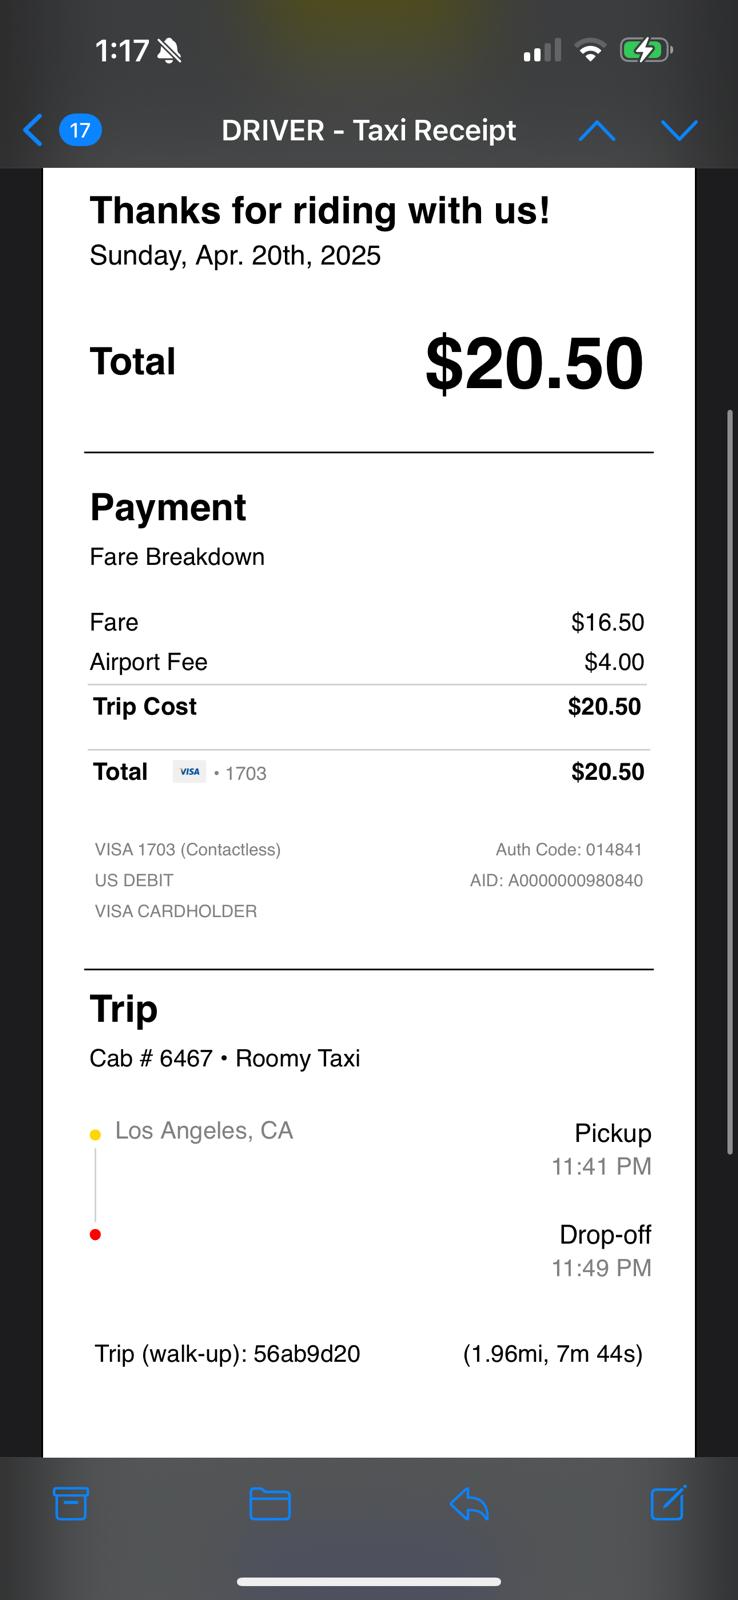 1:17
17 DRIVER - Taxi Receipt
Thanks for riding with us!
Sunday, Apr. 20th, 2025
Total $20.50
Payment
Fare Breakdown
Fare $16.50
Airport Fee $4.00
Trip Cost $20.50
Total VISA • 1703 $20.50
VISA 1703 (Contactless) Auth Code: 014841
US DEBIT AID: A0000000980840
VISA CARDHOLDER
Trip
Cab # 6467 • Roomy Taxi
Los Angeles, CA Pickup
11:41 PM
Drop-off
11:49 PM
Trip (walk-up): 56ab9d20 (1.96mi, 7m 44s)